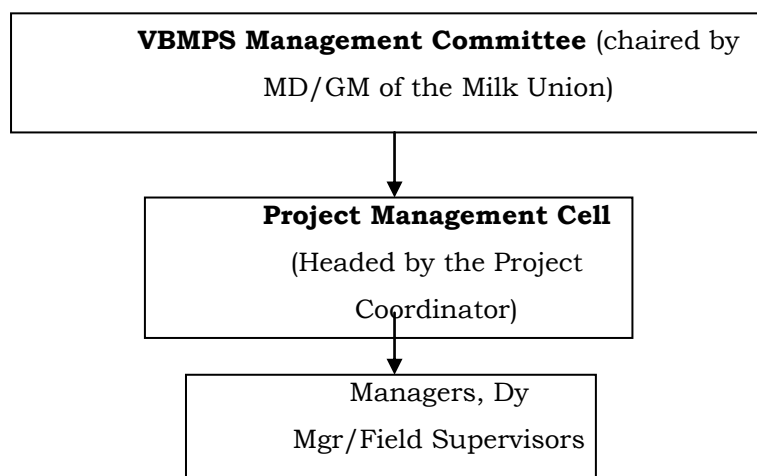 VBMPS Management Committee (chaired by
MD/GM of the Milk Union)
Project Management Cell
(Headed by the Project
Coordinator)
Managers, Dy
Mgr/Field Supervisors